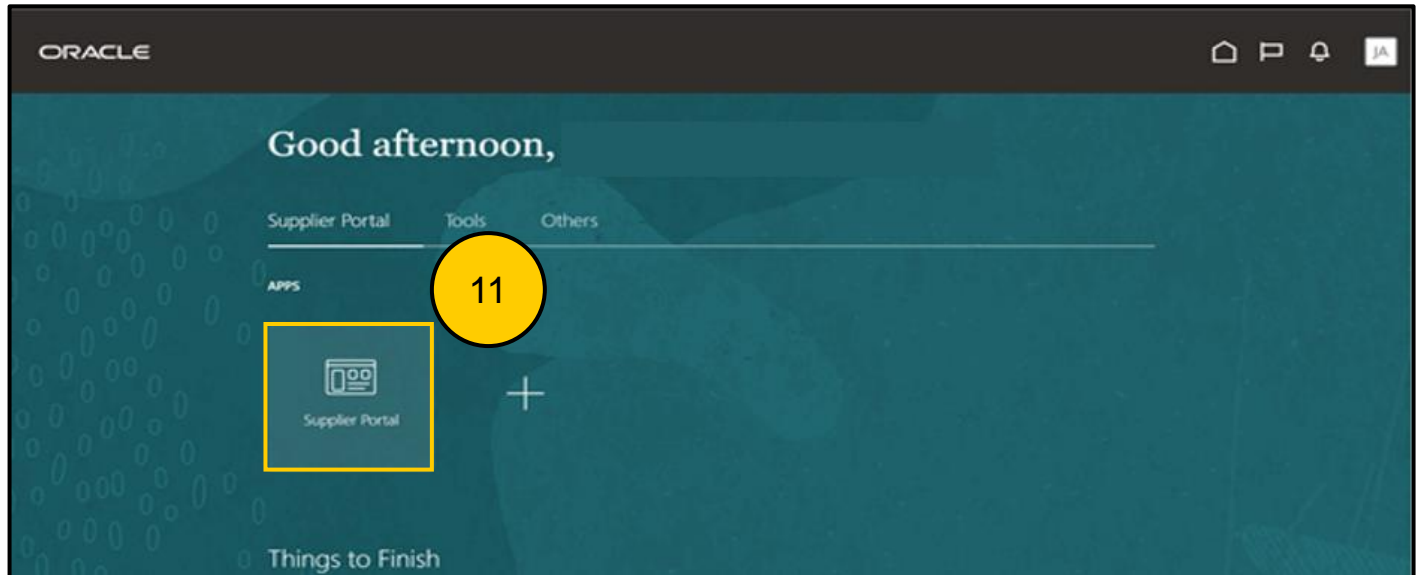 ORACLE
JA
Good afternoon,
Supplier Portal Tools Others
APPS
11
Supplier Portal
Things to Finish